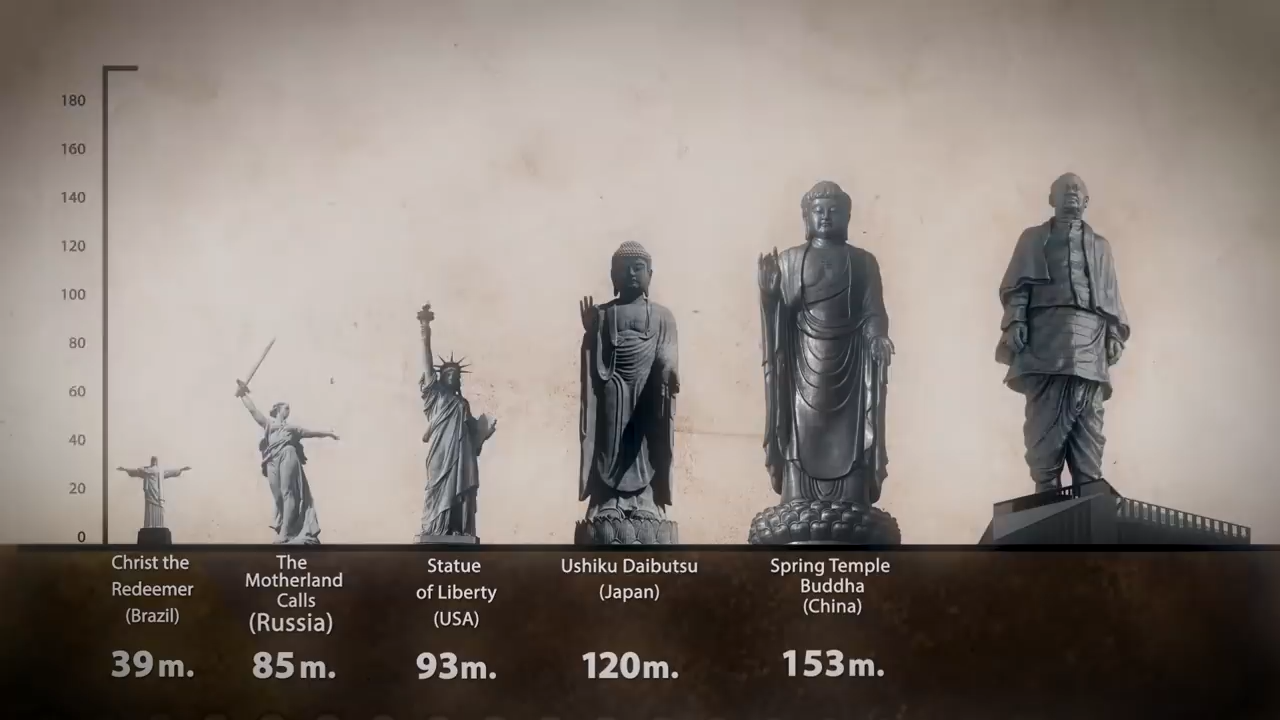 180
160
140
120
100
80
60
40
20
0
Christ the
Redeemer
(Brazil)
39m.
The
Motherland
Calls
(Russia)
85m.
Statue
of Liberty
(USA)
93m.
Ushiku Daibutsu
(Japan)
120m.
Spring Temple
Buddha
(China)
153m.